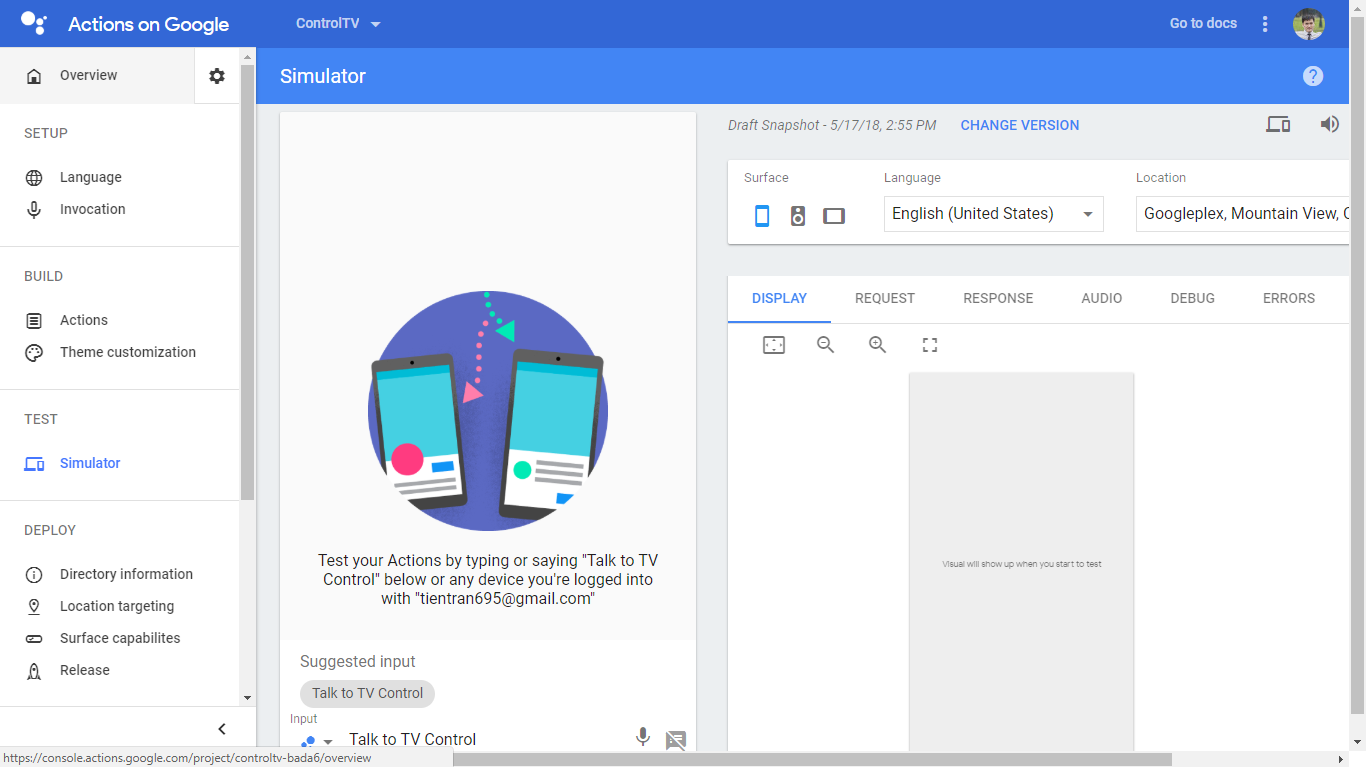 Actions on Google
ControlTV
Go to docs
Overview
Simulator
?
SETUP
Language
Invocation
BUILD
Actions
Theme customization
TEST
Simulator
DEPLOY
Directory information
Location targeting
Surface capabilites
Release
Test your Actions by typing or saying "Talk to TV
Control" below or any device you're logged into
with "tientran695@gmail.com"
Suggested input
Talk to TV Control
Input
Talk to TV Control
Draft Snapshot - 5/17/18, 2:55 PM
CHANGE VERSION
Surface
Language
Location
English (United States)
Googleplex, Mountain View, C
DISPLAY
REQUEST
RESPONSE
AUDIO
DEBUG
ERRORS
Visual will show up when you start to test
https://console.actions.google.com/project/controltv-bada6/overview